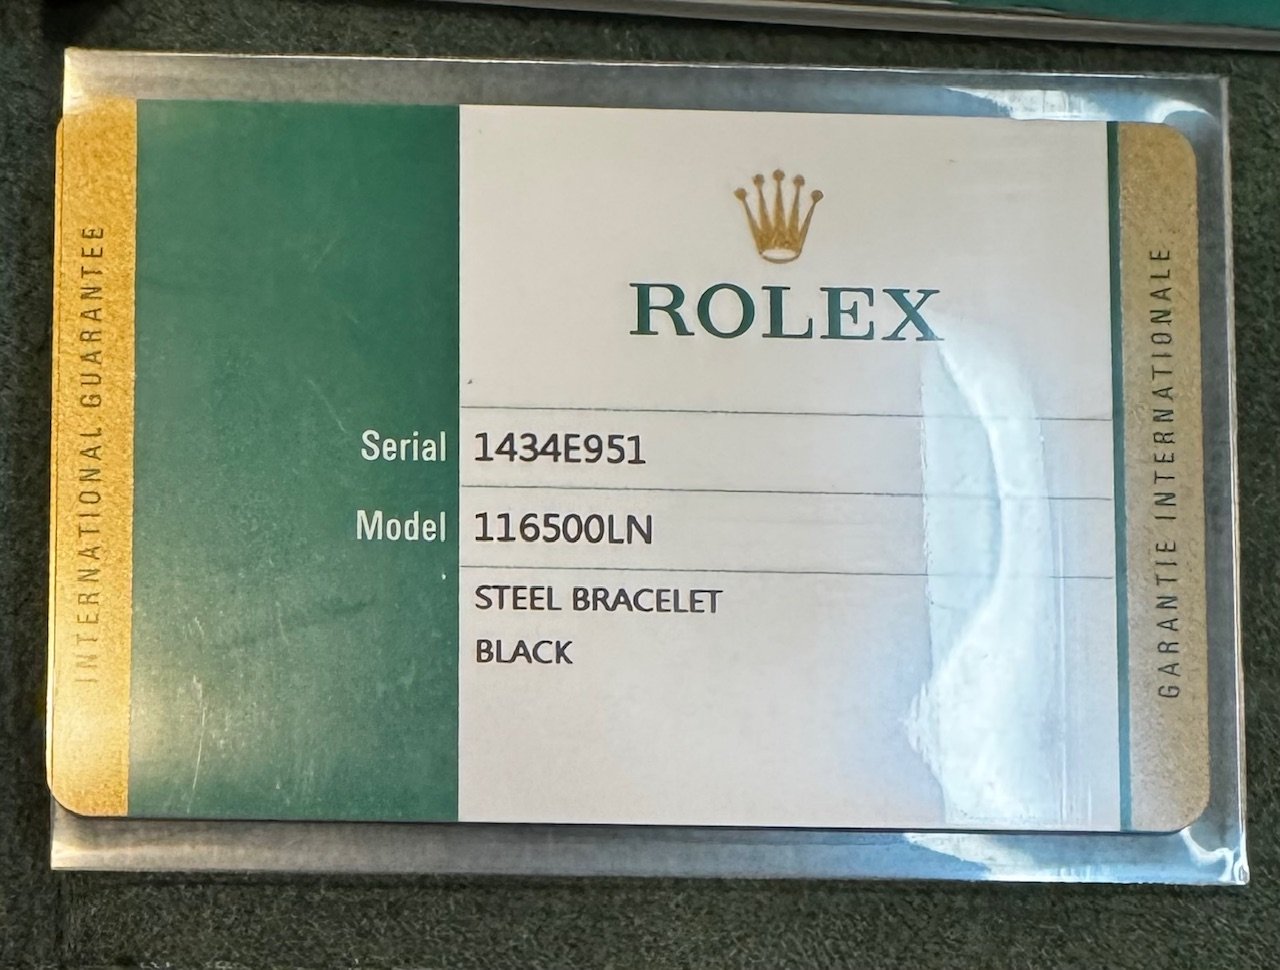 INTERNATIONAL GUARANTEE
ROLEX
Serial 1434E951
Model 116500LN
STEEL BRACELET
BLACK
GARANTIE INTERNATIONALE